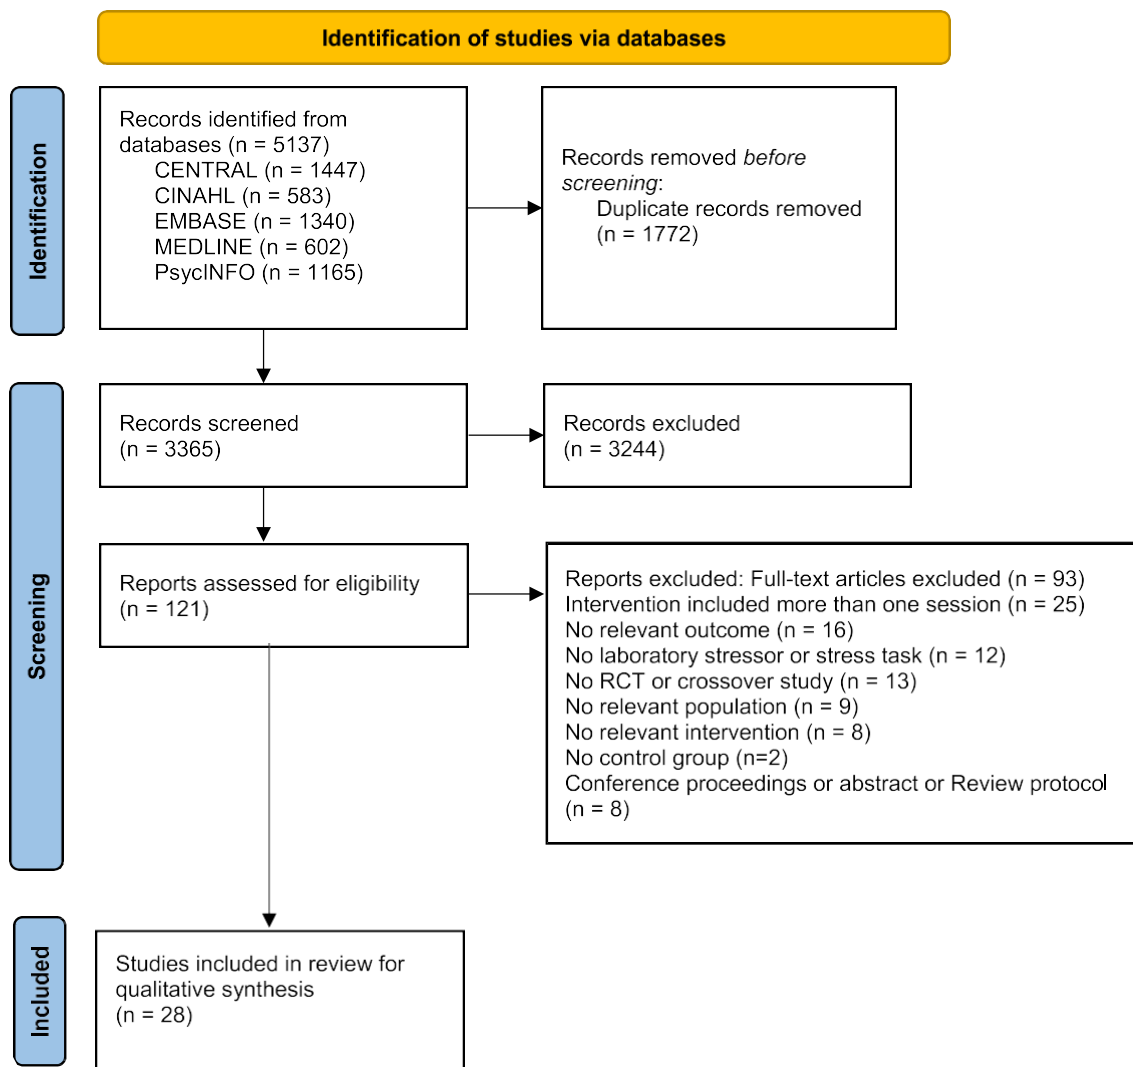 Identification of studies via databases
Identification
Records identified from
databases (n = 5137)
CENTRAL (n = 1447)
CINAHL (n = 583)
EMBASE (n = 1340)
MEDLINE (n = 602)
PsycINFO (n = 1165)
Records removed before
screening:
Duplicate records removed
(n = 1772)
Screening
Records screened
(n = 3365)
Records excluded
(n = 3244)
Reports assessed for eligibility
(n = 121)
Reports excluded: Full-text articles excluded (n = 93)
Intervention included more than one session (n = 25)
No relevant outcome (n = 16)
No laboratory stressor or stress task (n = 12)
No RCT or crossover study (n = 13)
No relevant population (n = 9)
No relevant intervention (n = 8)
No control group (n=2)
Conference proceedings or abstract or Review protocol
(n = 8)
Included
Studies included in review for
qualitative synthesis
(n = 28)